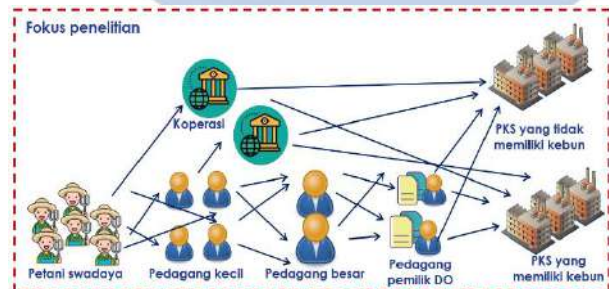 Fokus penelitian
Koperasi
PKS yang tidak
memiliki kebun
Petani swadaya
Pedagang kecil
Pedagang besar
Pedagang
pemilik DO
PKS yang
memiliki kebun